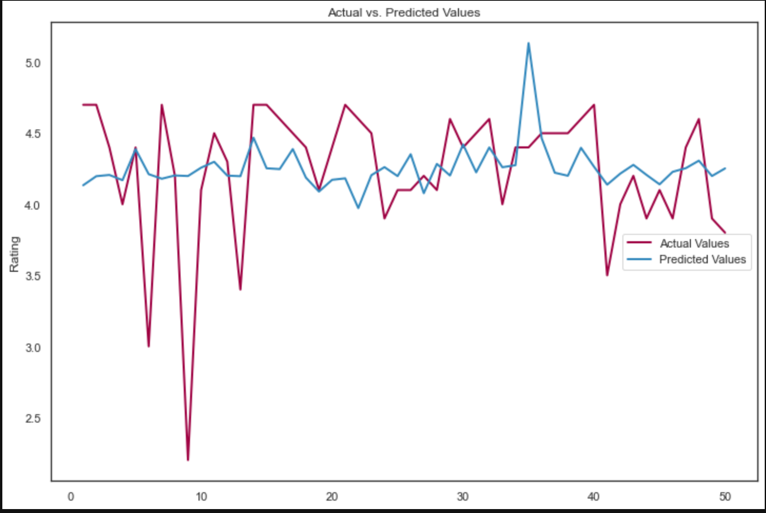 Actual vs. Predicted Values
5.0
4.5
4.0
3.5
3.0
2.5
Rating
Actual Values
Predicted Values
0 10 20 30 40 50